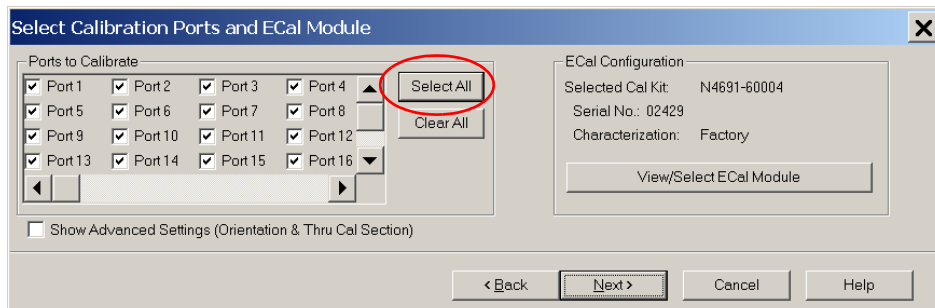 Select Calibration Ports and ECal Module
Ports to Calibrate
Port 1 Port 2 Port 3 Port 4
Port 5 Port 6 Port 7 Port 8
Port 9 Port 10 Port 11 Port 12
Port 13 Port 14 Port 15 Port 16
Select All
Clear All
Show Advanced Settings (Orientation & Thru Cal Section)
ECal Configuration
Selected Cal Kit: N4691-60004
Serial No.: 02429
Characterization: Factory
View/Select ECal Module
< Back Next > Cancel Help